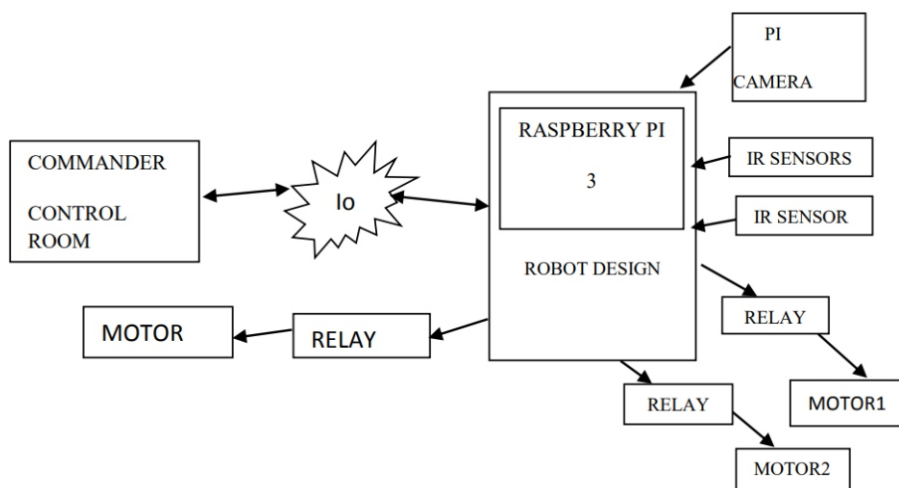 PI
CAMERA
RASPBERRY PI
3
COMMANDER
CONTROL
ROOM
Io
IR SENSORS
IR SENSOR
ROBOT DESIGN
RELAY
MOTOR
RELAY
RELAY
MOTOR1
MOTOR2